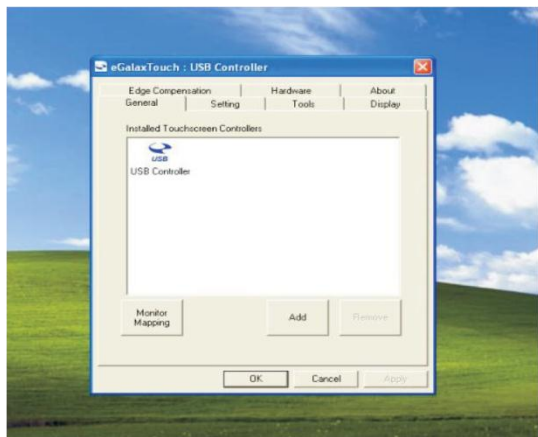 eGalaxTouch : USB Controller
Edge Compensation
Hardware
About
General
Setting
Tools
Display
Installed Touchscreen Controllers
USB
USB Controller
Monitor
Mapping
Add
Remove
OK
Cancel
Apply